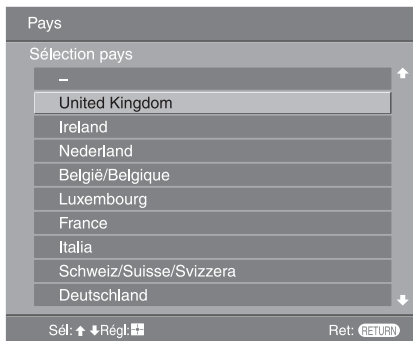 Pays
Sélection pays
–
United Kingdom
Ireland
Nederland
België/Belgique
Luxembourg
France
Italia
Schweiz/Suisse/Svizzera
Deutschland
Sél: Régl: Ret: RETURN